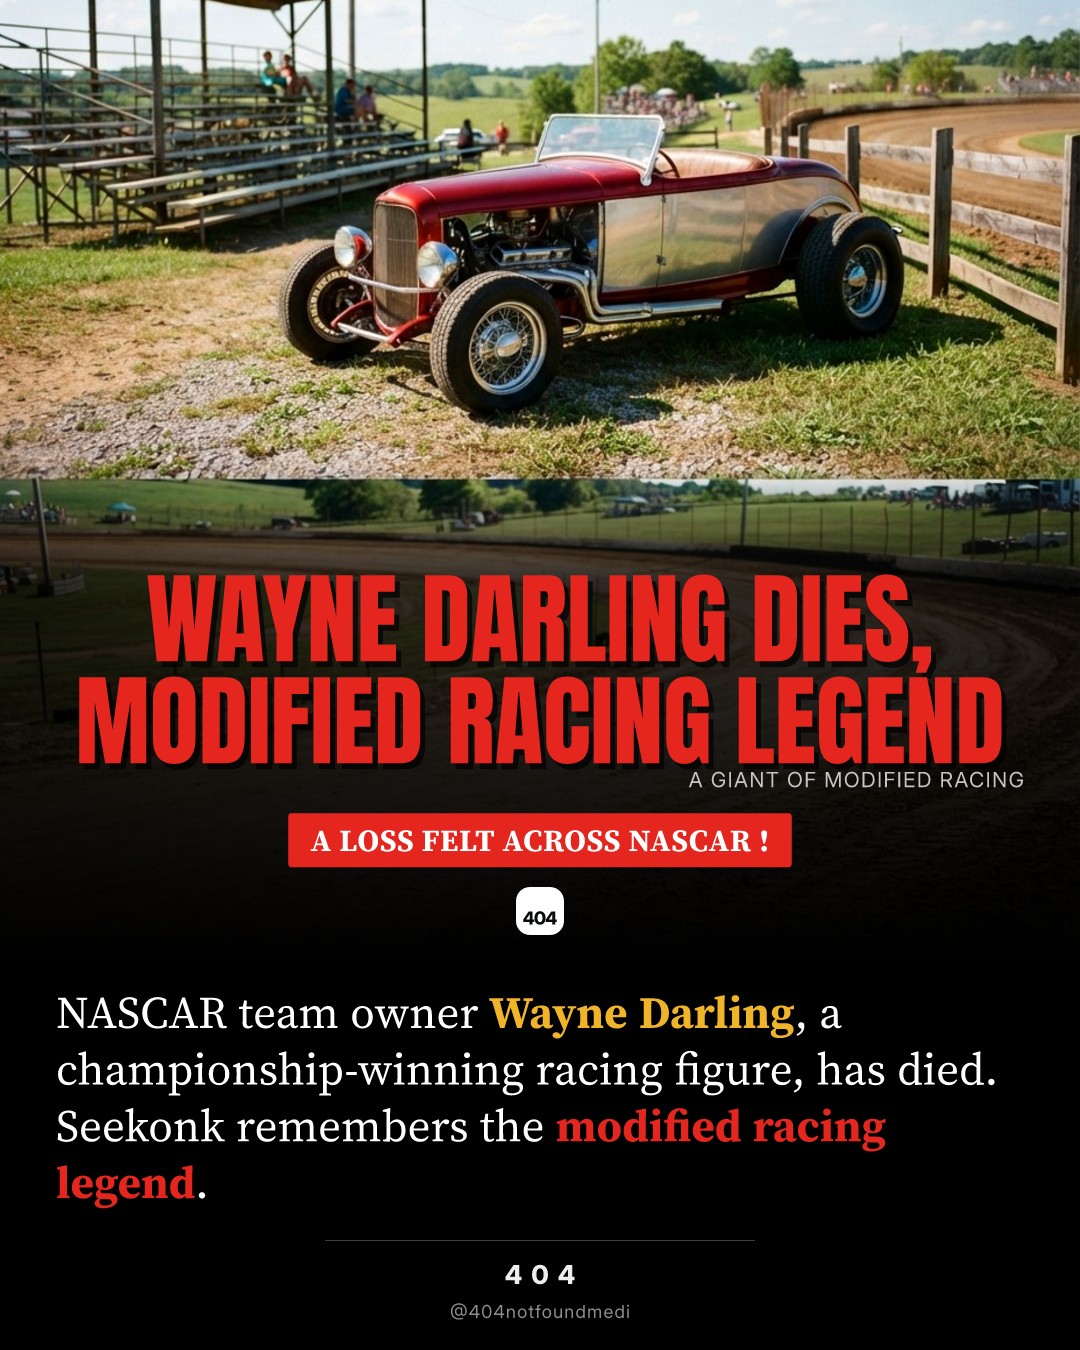 WAYNE DARLING DIES,
MODIFIED RACING LEGEND
A GIANT OF MODIFIED RACING
A LOSS FELT ACROSS NASCAR !
404
NASCAR team owner Wayne Darling, a
championship-winning racing figure, has died.
Seekonk remembers the modified racing
legend.
404
@404notfoundmedi